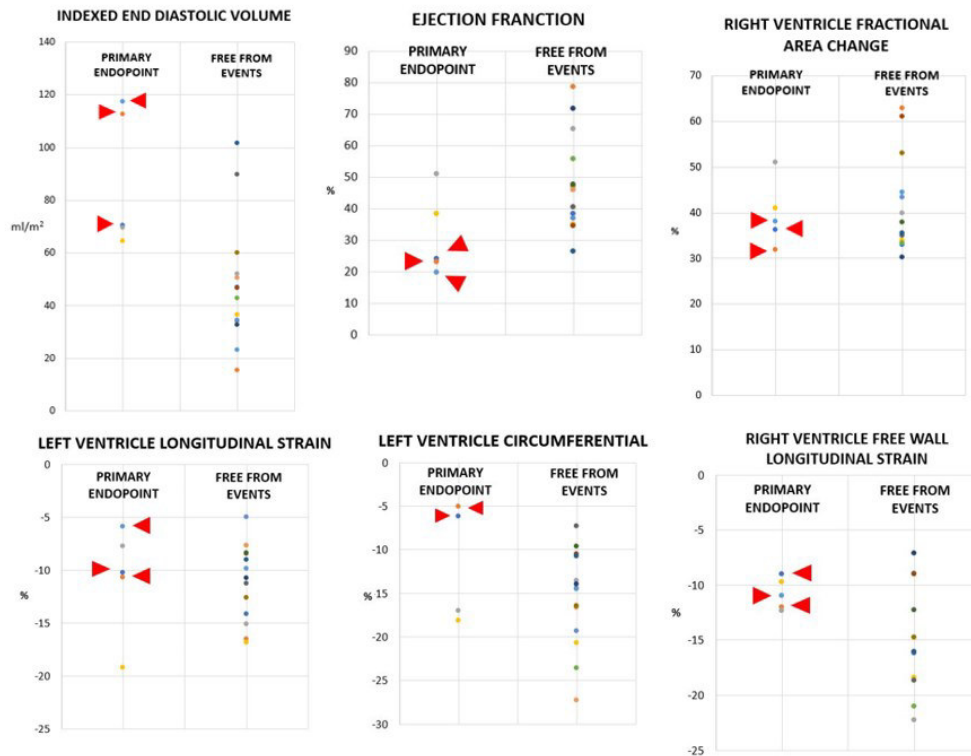 INDEXED END DIASTOLIC VOLUME
140
120
100
80
60
40
20
0
ml/m²
PRIMARY
ENDOPOINT
FREE FROM
EVENTS
EJECTION FRANCTION
90
80
70
60
50
40
30
20
10
0
%
PRIMARY
ENDOPOINT
FREE FROM
EVENTS
RIGHT VENTRICLE FRACTIONAL
AREA CHANGE
70
60
50
40
30
20
10
0
%
PRIMARY
ENDOPOINT
FREE FROM
EVENTS
LEFT VENTRICLE LONGITUDINAL STRAIN
0
-5
-10
-15
-20
-25
%
PRIMARY
ENDOPOINT
FREE FROM
EVENTS
LEFT VENTRICLE CIRCUMFERENTIAL
0
-5
-10
-15
-20
-25
-30
%
PRIMARY
ENDOPOINT
FREE FROM
EVENTS
RIGHT VENTRICLE FREE WALL
LONGITUDINAL STRAIN
0
-5
-10
-15
-20
-25
%
PRIMARY
ENDOPOINT
FREE FROM
EVENTS